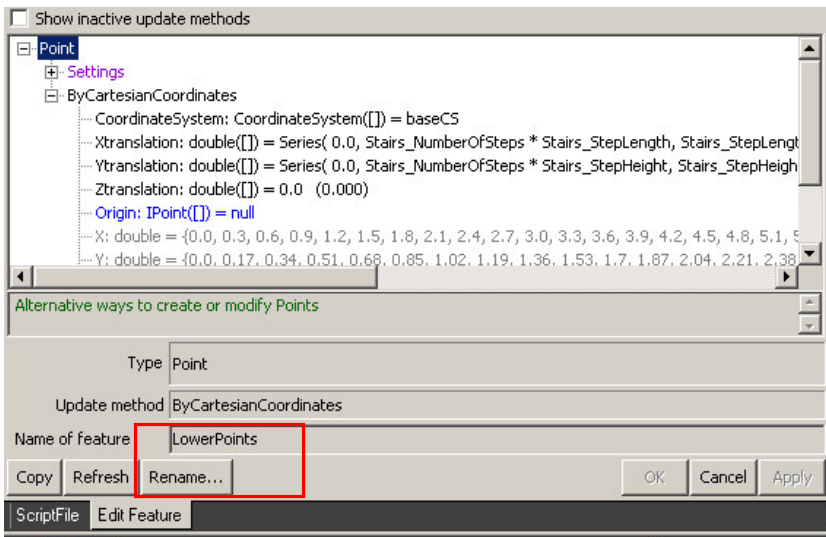 Show inactive update methods
Point
Settings
ByCartesianCoordinates
CoordinateSystem: CoordinateSystem([]) = baseCS
Xtranslation: double([]) = Series( 0.0, Stairs_NumberOfSteps * Stairs_StepLength, Stairs_StepLengt
Ytranslation: double([]) = Series( 0.0, Stairs_NumberOfSteps * Stairs_StepHeight, Stairs_StepHeigh
Ztranslation: double([]) = 0.0 (0.000)
Origin: IPoint([]) = null
X: double = {0.0, 0.3, 0.6, 0.9, 1.2, 1.5, 1.8, 2.1, 2.4, 2.7, 3.0, 3.3, 3.6, 3.9, 4.2, 4.5, 4.8, 5.1, 5
Y: double = {0.0, 0.17, 0.34, 0.51, 0.68, 0.85, 1.02, 1.19, 1.36, 1.53, 1.7, 1.87, 2.04, 2.21, 2.38
Alternative ways to create or modify Points
Type Point
Update method ByCartesianCoordinates
Name of feature LowerPoints
Copy Refresh Rename... OK Cancel Apply
ScriptFile Edit Feature